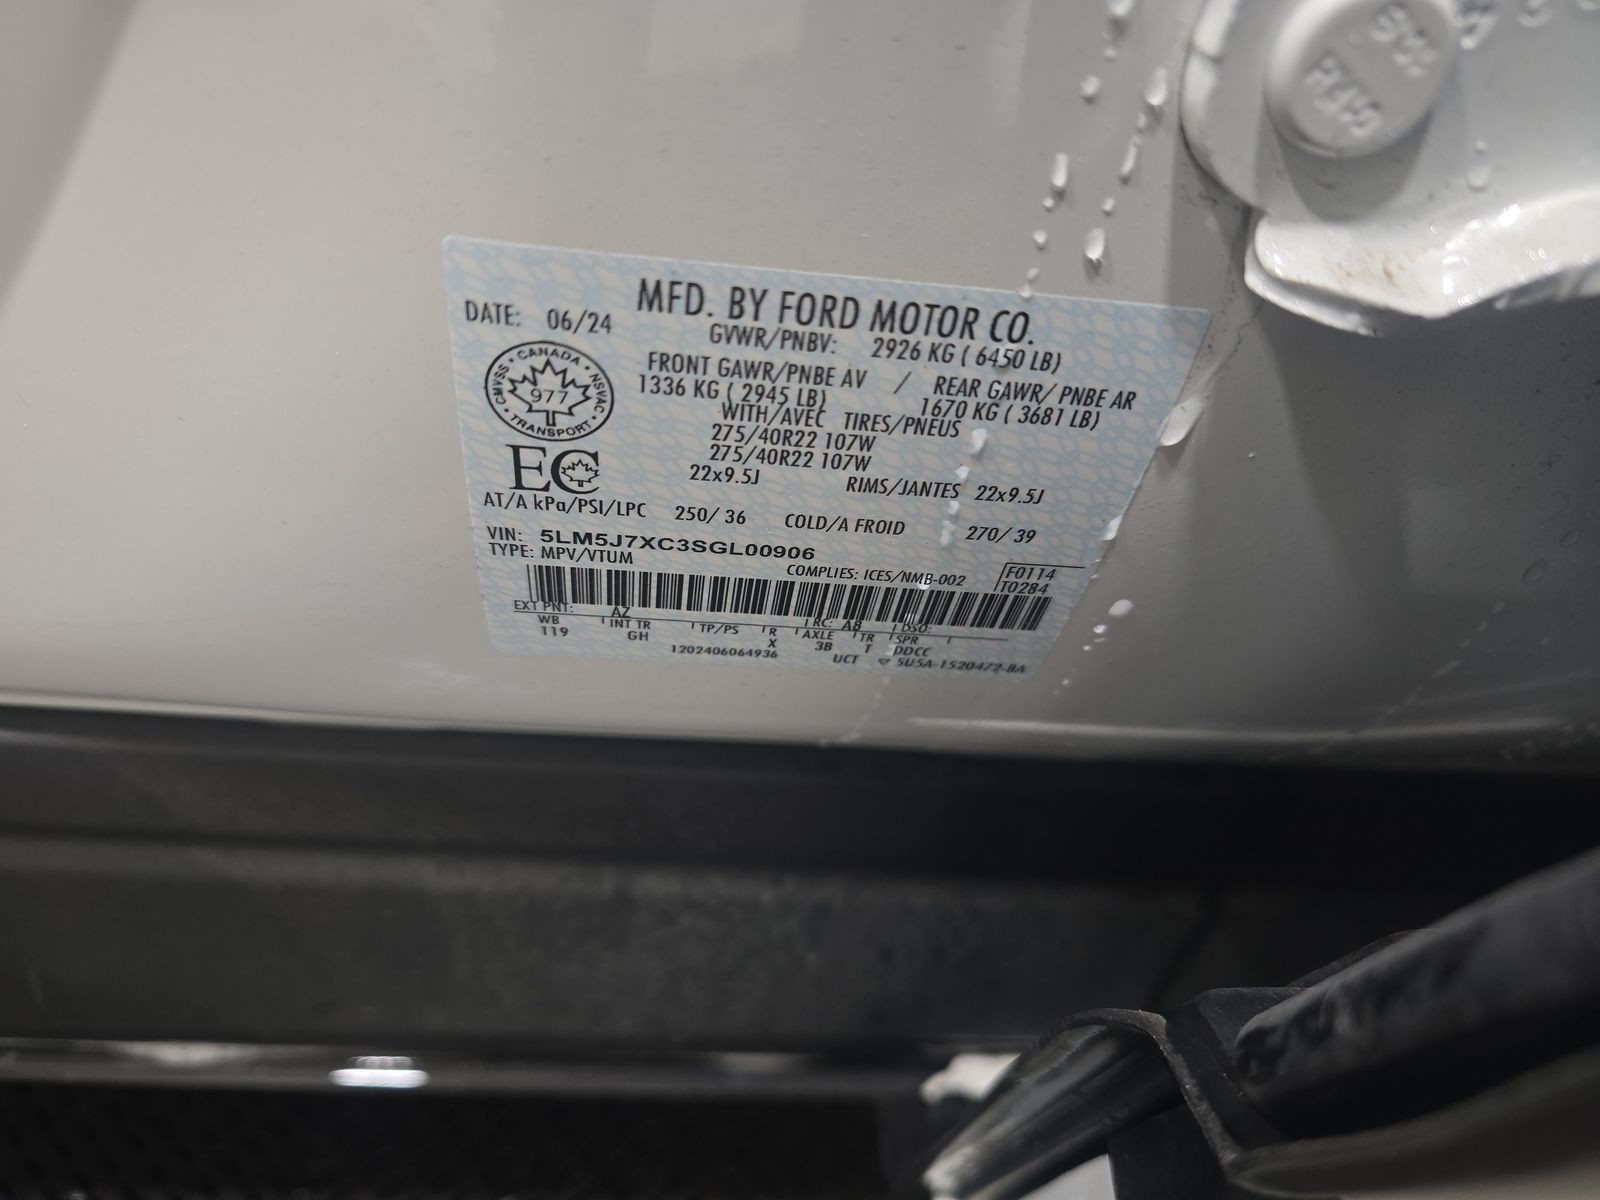 MFD. BY FORD MOTOR CO.
DATE: 06/24
GVWR/PNBV: 2926 KG ( 6450 LB)
FRONT GAWR/PNBE AV / REAR GAWR/ PNBE AR
1336 KG ( 2945 LB) 1670 KG ( 3681 LB)
WITH/AVEC TIRES/PNEUS
275/40R22 107W
275/40R22 107W
22x9.5J RIMS/JANTES 22x9.5J
CANADA
CMVSS 977 NSVAC
TRANSPORT
EC
AT/A kPa/PSI/LPC 250/ 36 COLD/A FROID 270/ 39
VIN: 5LM5J7XC3SGL00906
TYPE: MPV/VTUM
COMPLIES: ICES/NMB-002
F0114
T0284
EXT PNT: AZ RC: A8 DSO:
WB INT TR TP/PS R AXLE TR SPR
119 GH X 3B T DDCC
1202406064936 UCT 5U5A-1520472-BA